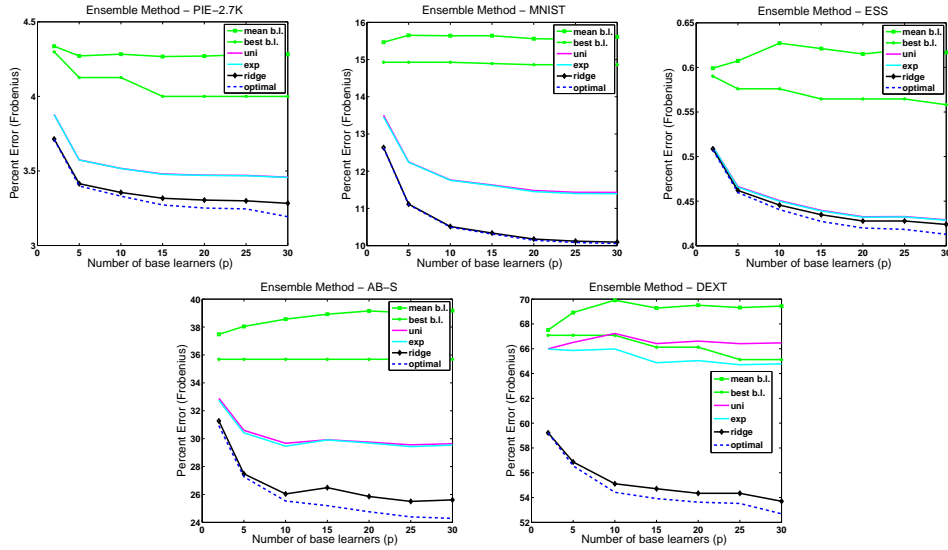 Ensemble Method – PIE–2.7K
4.5
4
3.5
3
0 5 10 15 20 25 30
Percent Error (Frobenius)
Number of base learners (p)
mean b.l.
best b.l.
uni
exp
ridge
optimal
Ensemble Method – MNIST
16
15
14
13
12
11
10
0 5 10 15 20 25 30
Percent Error (Frobenius)
Number of base learners (p)
mean b.l.
best b.l.
uni
exp
ridge
optimal
Ensemble Method – ESS
0.65
0.6
0.55
0.5
0.45
0.4
0 5 10 15 20 25 30
Percent Error (Frobenius)
Number of base learners (p)
mean b.l.
best b.l.
uni
exp
ridge
optimal
Ensemble Method – AB–S
40
38
36
34
32
30
28
26
24
0 5 10 15 20 25 30
Percent Error (Frobenius)
Number of base learners (p)
mean b.l.
best b.l.
uni
exp
ridge
optimal
Ensemble Method – DEXT
70
68
66
64
62
60
58
56
54
52
0 5 10 15 20 25 30
Percent Error (Frobenius)
Number of base learners (p)
mean b.l.
best b.l.
uni
exp
ridge
optimal